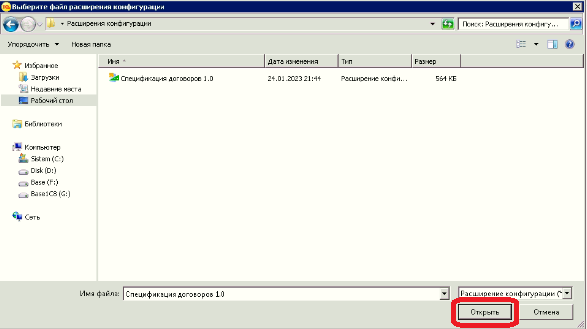 Выберите файл расширения конфигурации
Расширения конфигурации
Поиск: Расширения конфигу...
Упорядочить
Новая папка
Имя
Дата изменения
Тип
Размер
Избранное
Загрузки
Недавние места
Рабочий стол
Библиотеки
Компьютер
Sistem (C:)
Disk (D:)
Base (F:)
Base1C8 (G:)
Сеть
Спецификация договоров 1.0
24.01.2023 21:44
Расширение конфи...
564 КБ
Имя файла:
Спецификация договоров 1.0
Расширение конфигурации (*
Открыть
Отмена